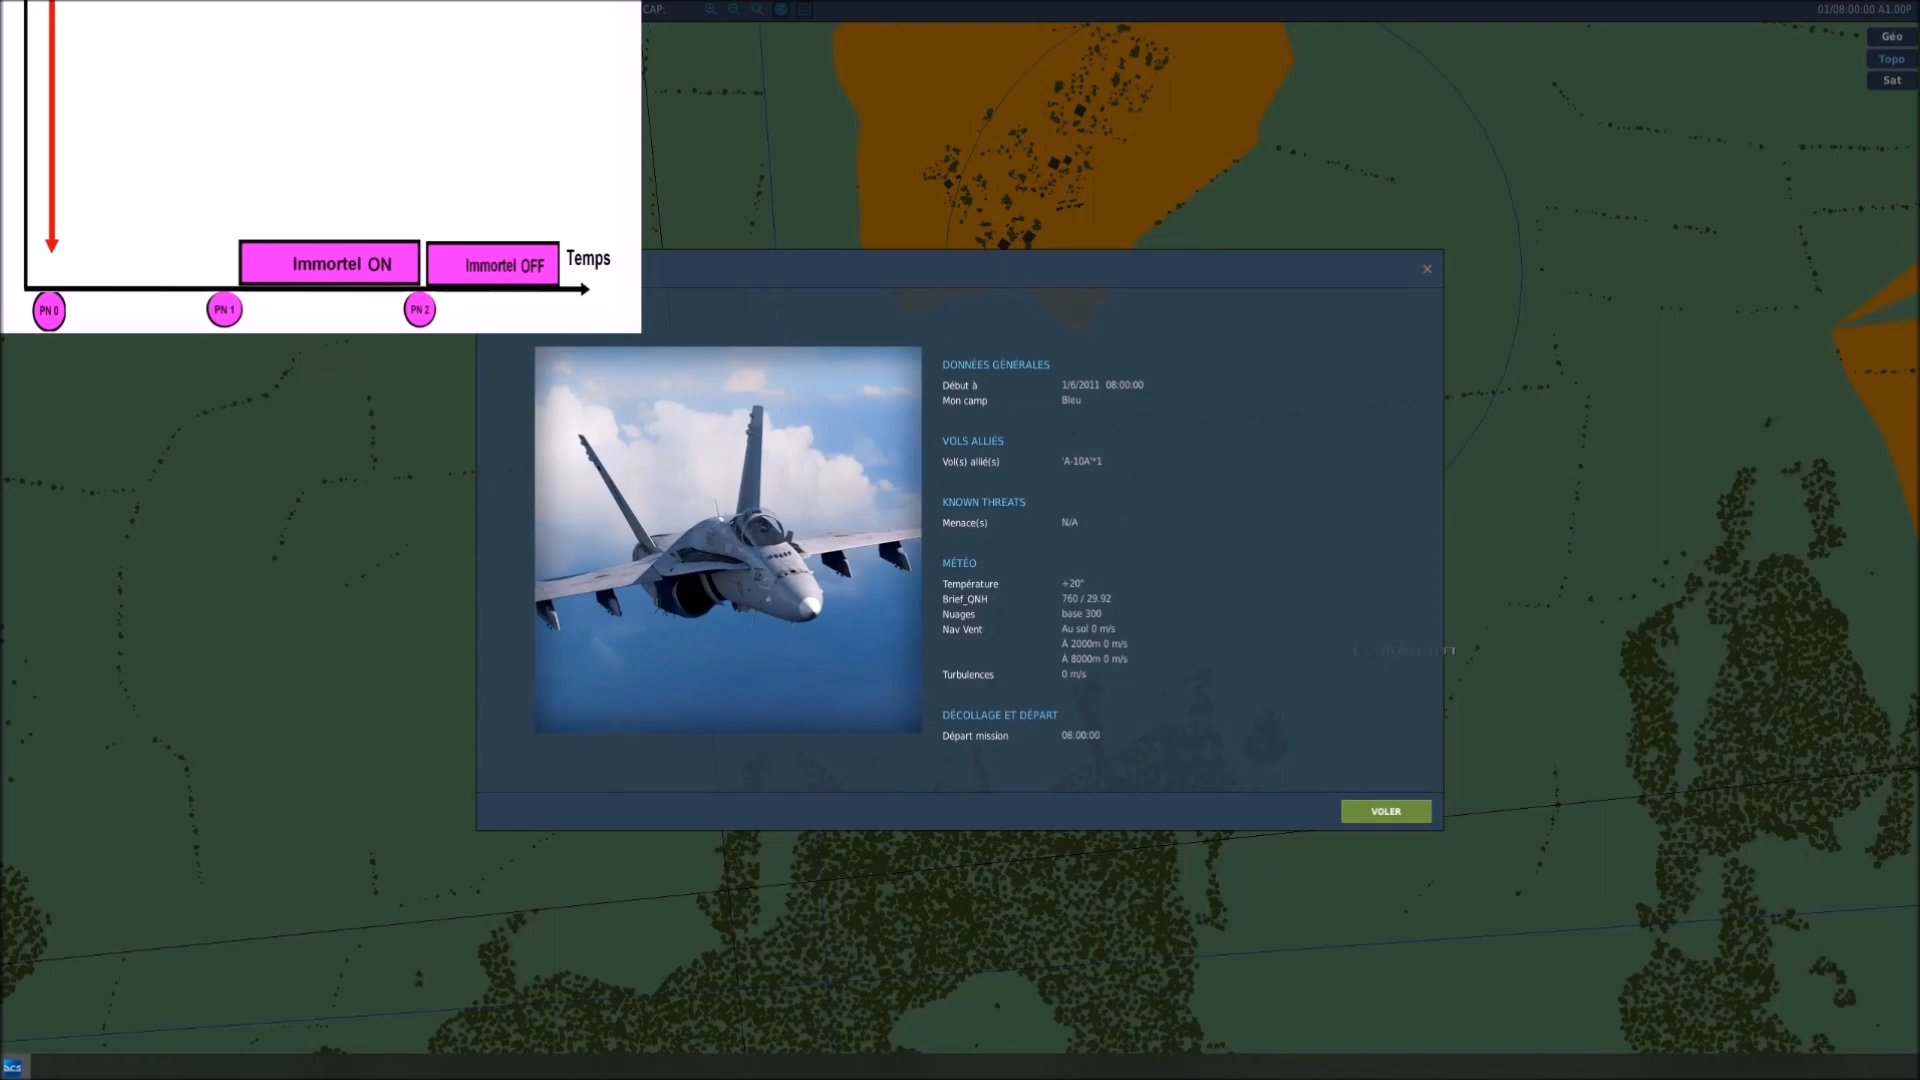 CAP:
01/08:00:00 A1.00P
Géo
Topo
Sat
Immortel ON
Immortel OFF
Temps
PN 0
PN 1
PN 2
DONNÉES GÉNÉRALES
Début à 1/6/2011 08:00:00
Mon camp Bleu
VOLS ALLIÉS
Vol(s) allié(s) 'A-10A'*1
KNOWN THREATS
Menace(s) N/A
MÉTÉO
Température +20°
Brief_QNH 760 / 29.92
Nuages base 300
Nav Vent Au sol 0 m/s
À 2000m 0 m/s
À 8000m 0 m/s
Turbulences 0 m/s
DÉCOLLAGE ET DÉPART
Départ mission 08:00:00
VOLER
DCS